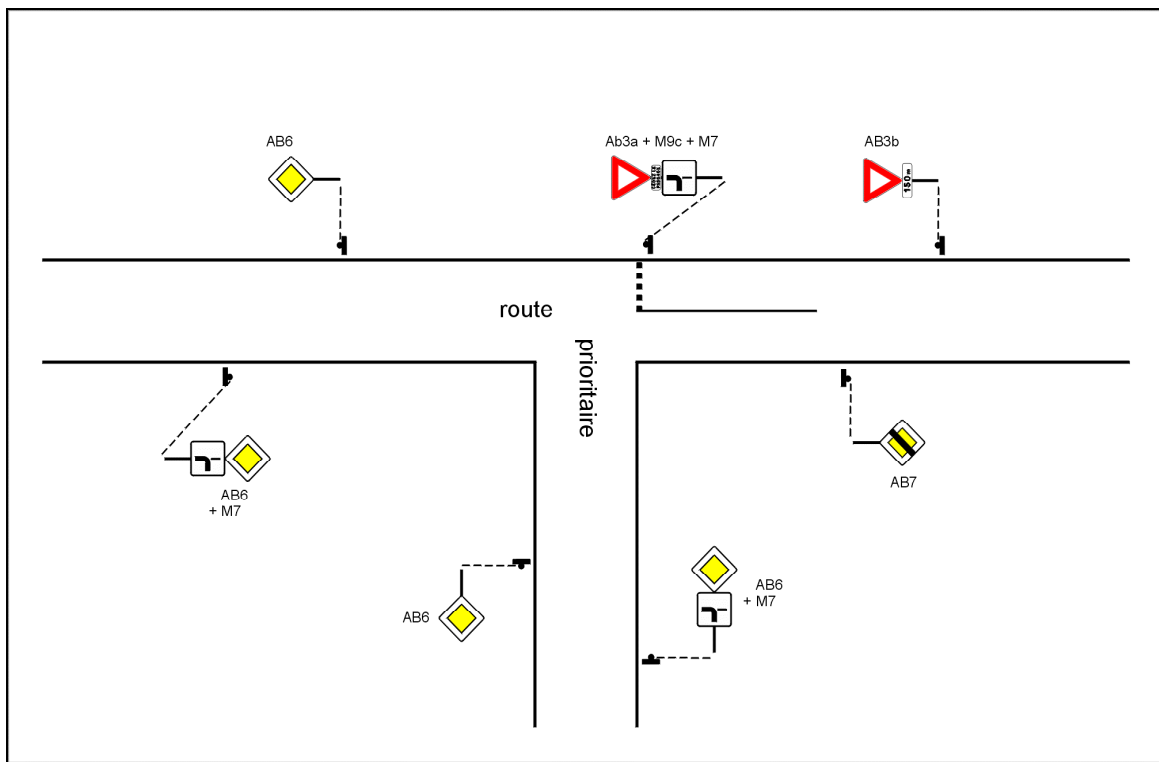 AB6
Ab3a + M9c + M7
AB3b
150 m
route
prioritaire
AB6
+ M7
AB7
AB6
AB6
+ M7